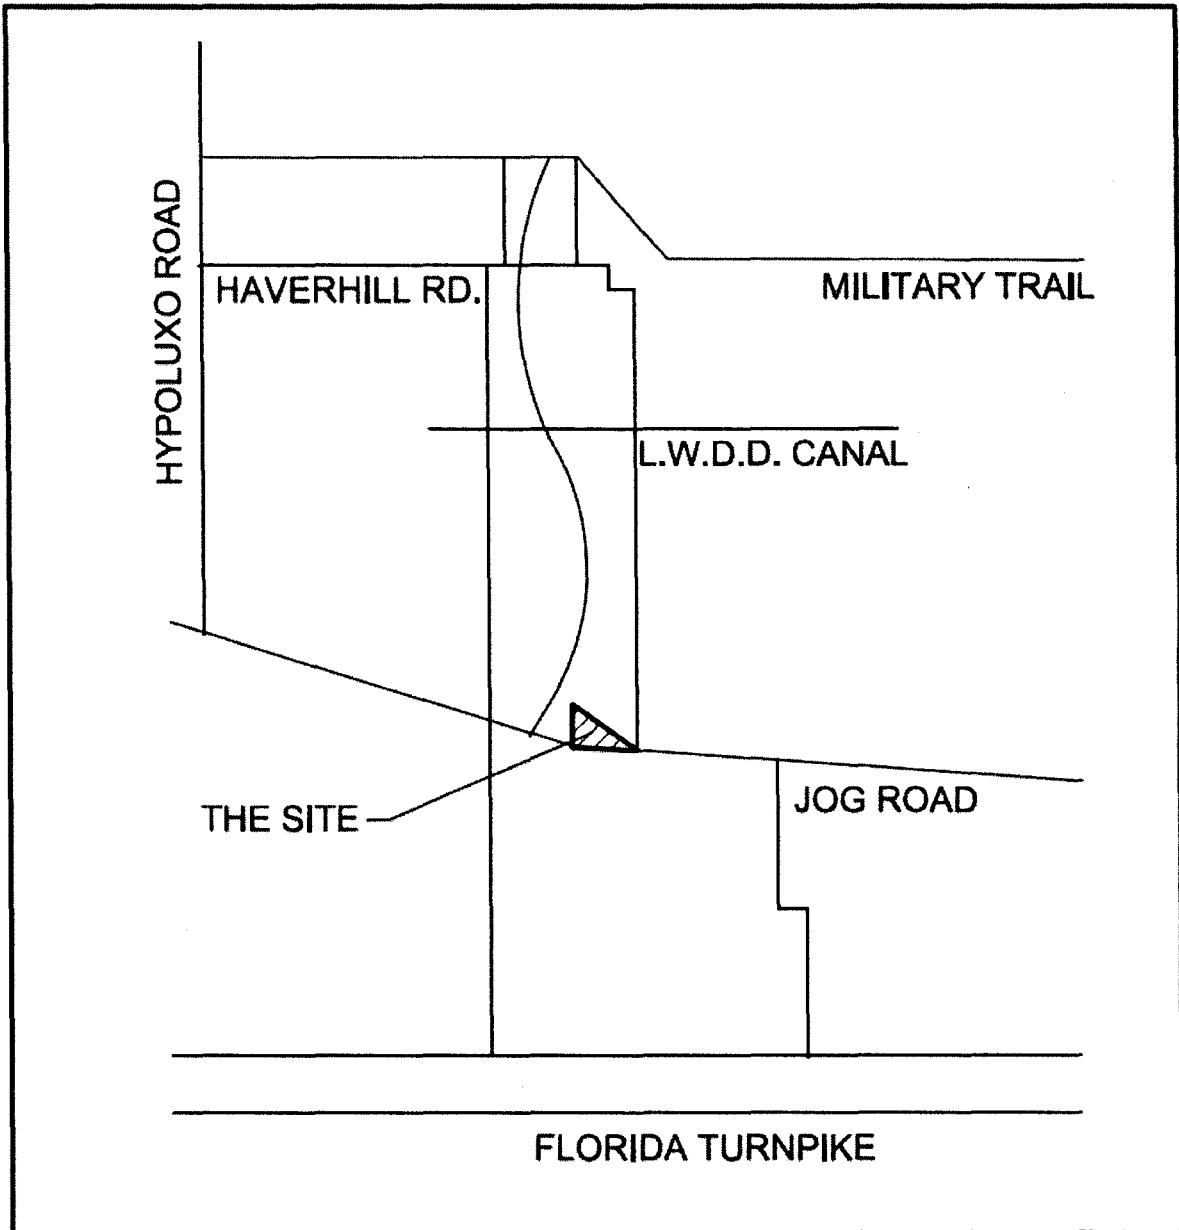 HYPOLUXO ROAD
HAVERHILL RD.
MILITARY TRAIL
L.W.D.D. CANAL
THE SITE
JOG ROAD
FLORIDA TURNPIKE